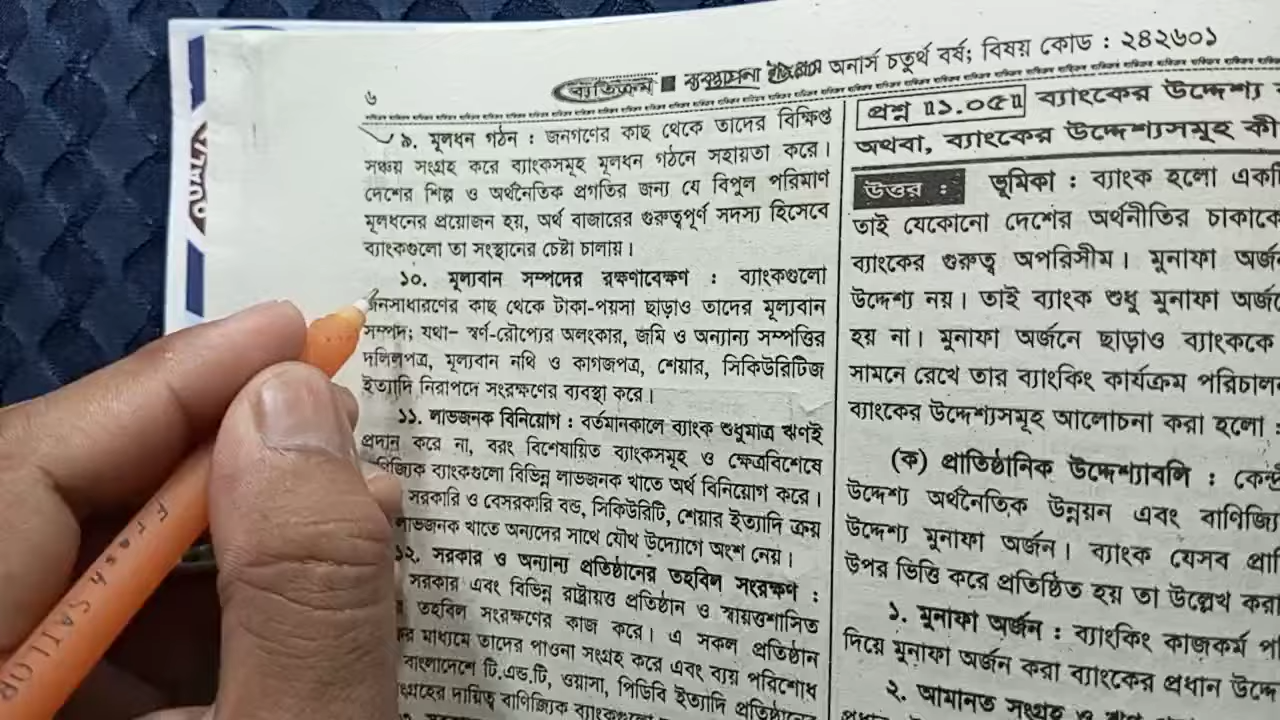 ৬
ব্যতিক্রম ■ ব্যবস্থাপনা অনার্স চতুর্থ বর্ষ; বিষয় কোড : ২৪২৬০১
৯. মূলধন গঠন : জনগণের কাছ থেকে তাদের বিক্ষিপ্ত
সঞ্চয় সংগ্রহ করে ব্যাংকসমূহ মূলধন গঠনে সহায়তা করে।
দেশের শিল্প ও অর্থনৈতিক প্রগতির জন্য যে বিপুল পরিমাণ
মূলধনের প্রয়োজন হয়, অর্থ বাজারের গুরুত্বপূর্ণ সদস্য হিসেবে
ব্যাংকগুলো তা সংস্থানের চেষ্টা চালায়।
১০. মূল্যবান সম্পদের রক্ষণাবেক্ষণ : ব্যাংকগুলো
জনসাধারণের কাছ থেকে টাকা-পয়সা ছাড়াও তাদের মূল্যবান
সম্পদ; যথা– স্বর্ণ-রৌপ্যের অলংকার, জমি ও অন্যান্য সম্পত্তির
দলিলপত্র, মূল্যবান নথি ও কাগজপত্র, শেয়ার, সিকিউরিটিজ
ইত্যাদি নিরাপদে সংরক্ষণের ব্যবস্থা করে।
১১. লাভজনক বিনিয়োগ : বর্তমানকালে ব্যাংক শুধুমাত্র ঋণই
প্রদান করে না, বরং বিশেষায়িত ব্যাংকসমূহ ও ক্ষেত্রবিশেষে
ণিজ্যিক ব্যাংকগুলো বিভিন্ন লাভজনক খাতে অর্থ বিনিয়োগ করে।
সরকারি ও বেসরকারি বন্ড, সিকিউরিটি, শেয়ার ইত্যাদি ক্রয়
লাভজনক খাতে অন্যদের সাথে যৌথ উদ্যোগে অংশ নেয়।
১২. সরকার ও অন্যান্য প্রতিষ্ঠানের তহবিল সংরক্ষণ :
সরকার এবং বিভিন্ন রাষ্ট্রায়ত্ত প্রতিষ্ঠান ও স্বায়ত্তশাসিত
তহবিল সংরক্ষণের কাজ করে। এ সকল প্রতিষ্ঠান
মাধ্যমে তাদের পাওনা সংগ্রহ করে এবং ব্যয় পরিশোধ
বাংলাদেশে টি.এন্ড.টি, ওয়াসা, পিডিবি ইত্যাদি প্রতিষ্ঠানের
গ্রহের দায়িত্ব বাণিজ্যিক ব্যাংকগুলো
প্রশ্ন ॥১.০৫॥ ব্যাংকের উদ্দেশ্য
অথবা, ব্যাংকের উদ্দেশ্যসমূহ কী
উত্তর : ভূমিকা : ব্যাংক হলো একটি
তাই যেকোনো দেশের অর্থনীতির চাকাকে
ব্যাংকের গুরুত্ব অপরিসীম। মুনাফা অর্জন
উদ্দেশ্য নয়। তাই ব্যাংক শুধু মুনাফা অর্জ
হয় না। মুনাফা অর্জনে ছাড়াও ব্যাংককে
সামনে রেখে তার ব্যাংকিং কার্যক্রম পরিচাল
ব্যাংকের উদ্দেশ্যসমূহ আলোচনা করা হলো :
(ক) প্রাতিষ্ঠানিক উদ্দেশ্যাবলি : কেন্দ্
উদ্দেশ্য অর্থনৈতিক উন্নয়ন এবং বাণিজ্যি
উদ্দেশ্য মুনাফা অর্জন। ব্যাংক যেসব প্রা
উপর ভিত্তি করে প্রতিষ্ঠিত হয় তা উল্লেখ করা
১. মুনাফা অর্জন : ব্যাংকিং কাজকর্ম
দিয়ে মুনাফা অর্জন করা ব্যাংকের প্রধান উদ্দে
২. আমানত সংগ্রহ ও
Fresh SAILOR